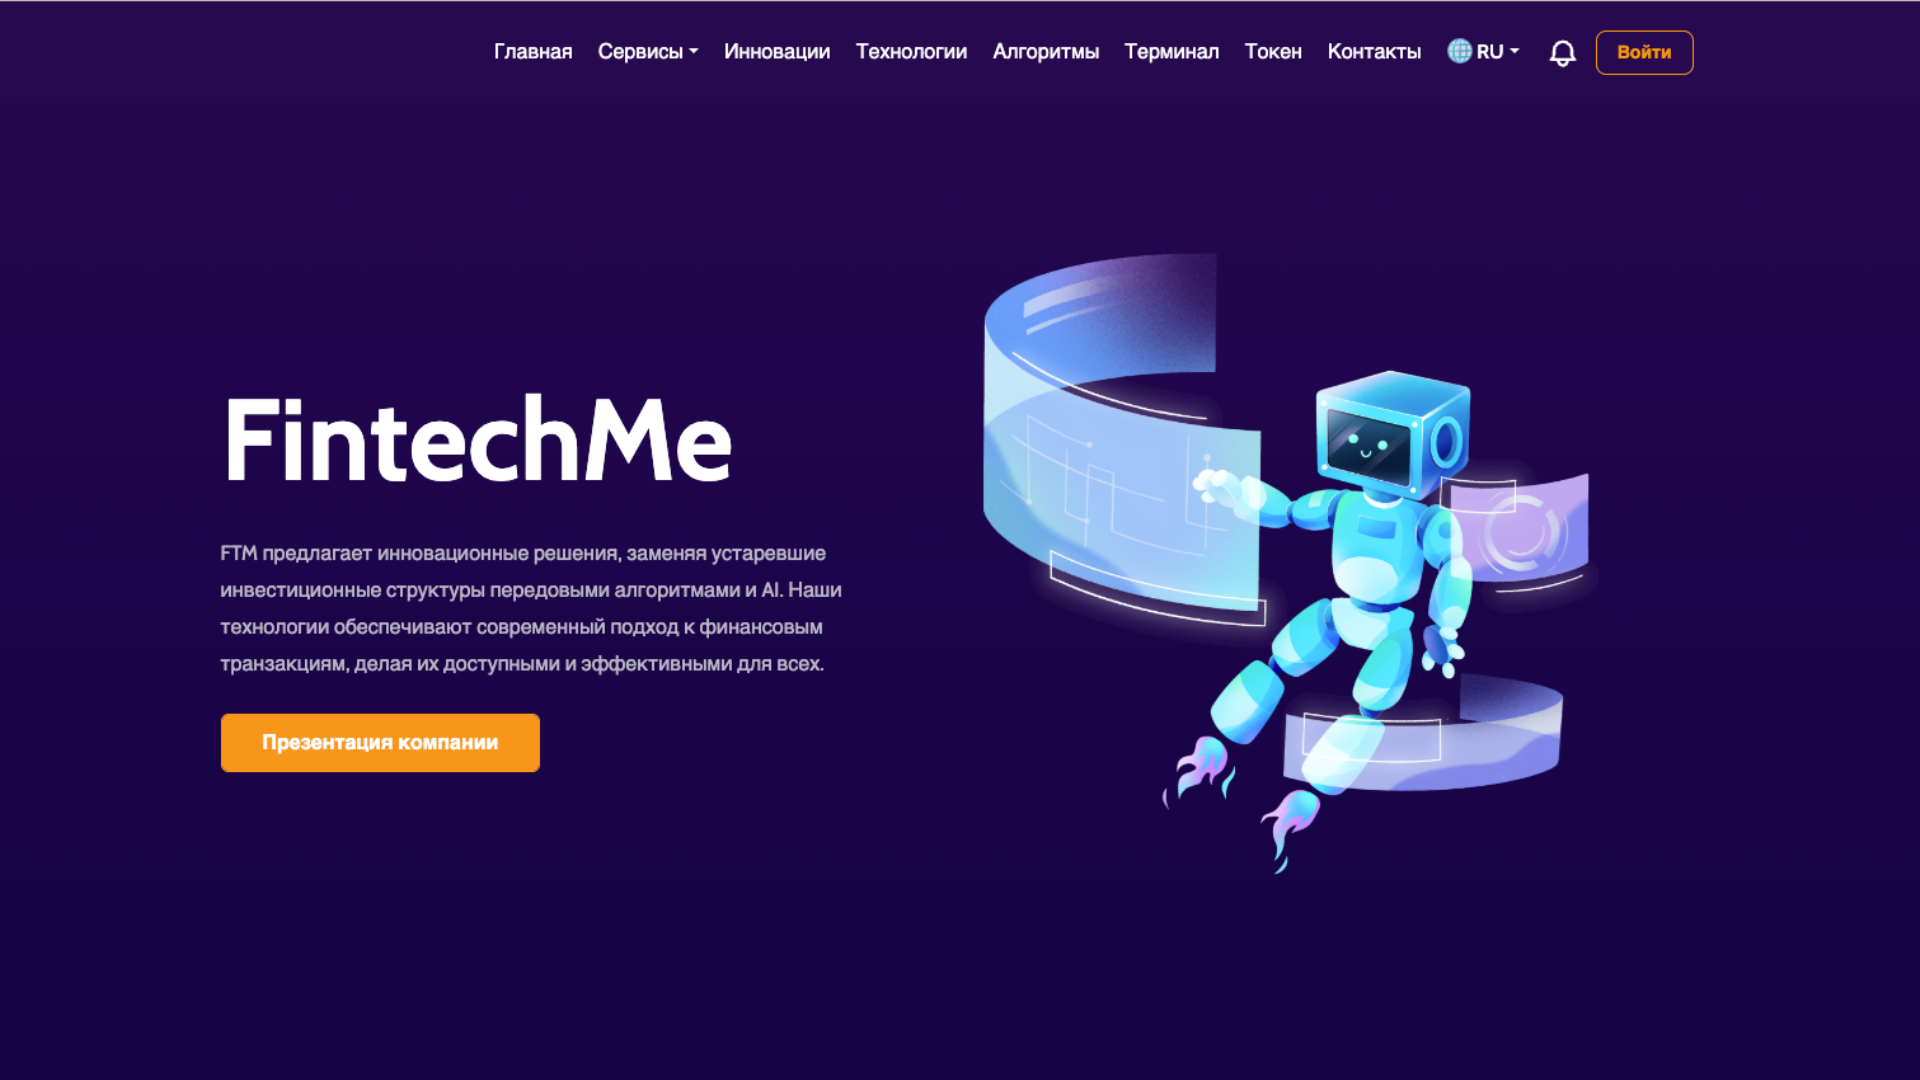 Главная Сервисы Инновации Технологии Алгоритмы Терминал Токен Контакты RU Войти
FintechMe
FTM предлагает инновационные решения, заменяя устаревшие
инвестиционные структуры передовыми алгоритмами и AI. Наши
технологии обеспечивают современный подход к финансовым
транзакциям, делая их доступными и эффективными для всех.
Презентация компании